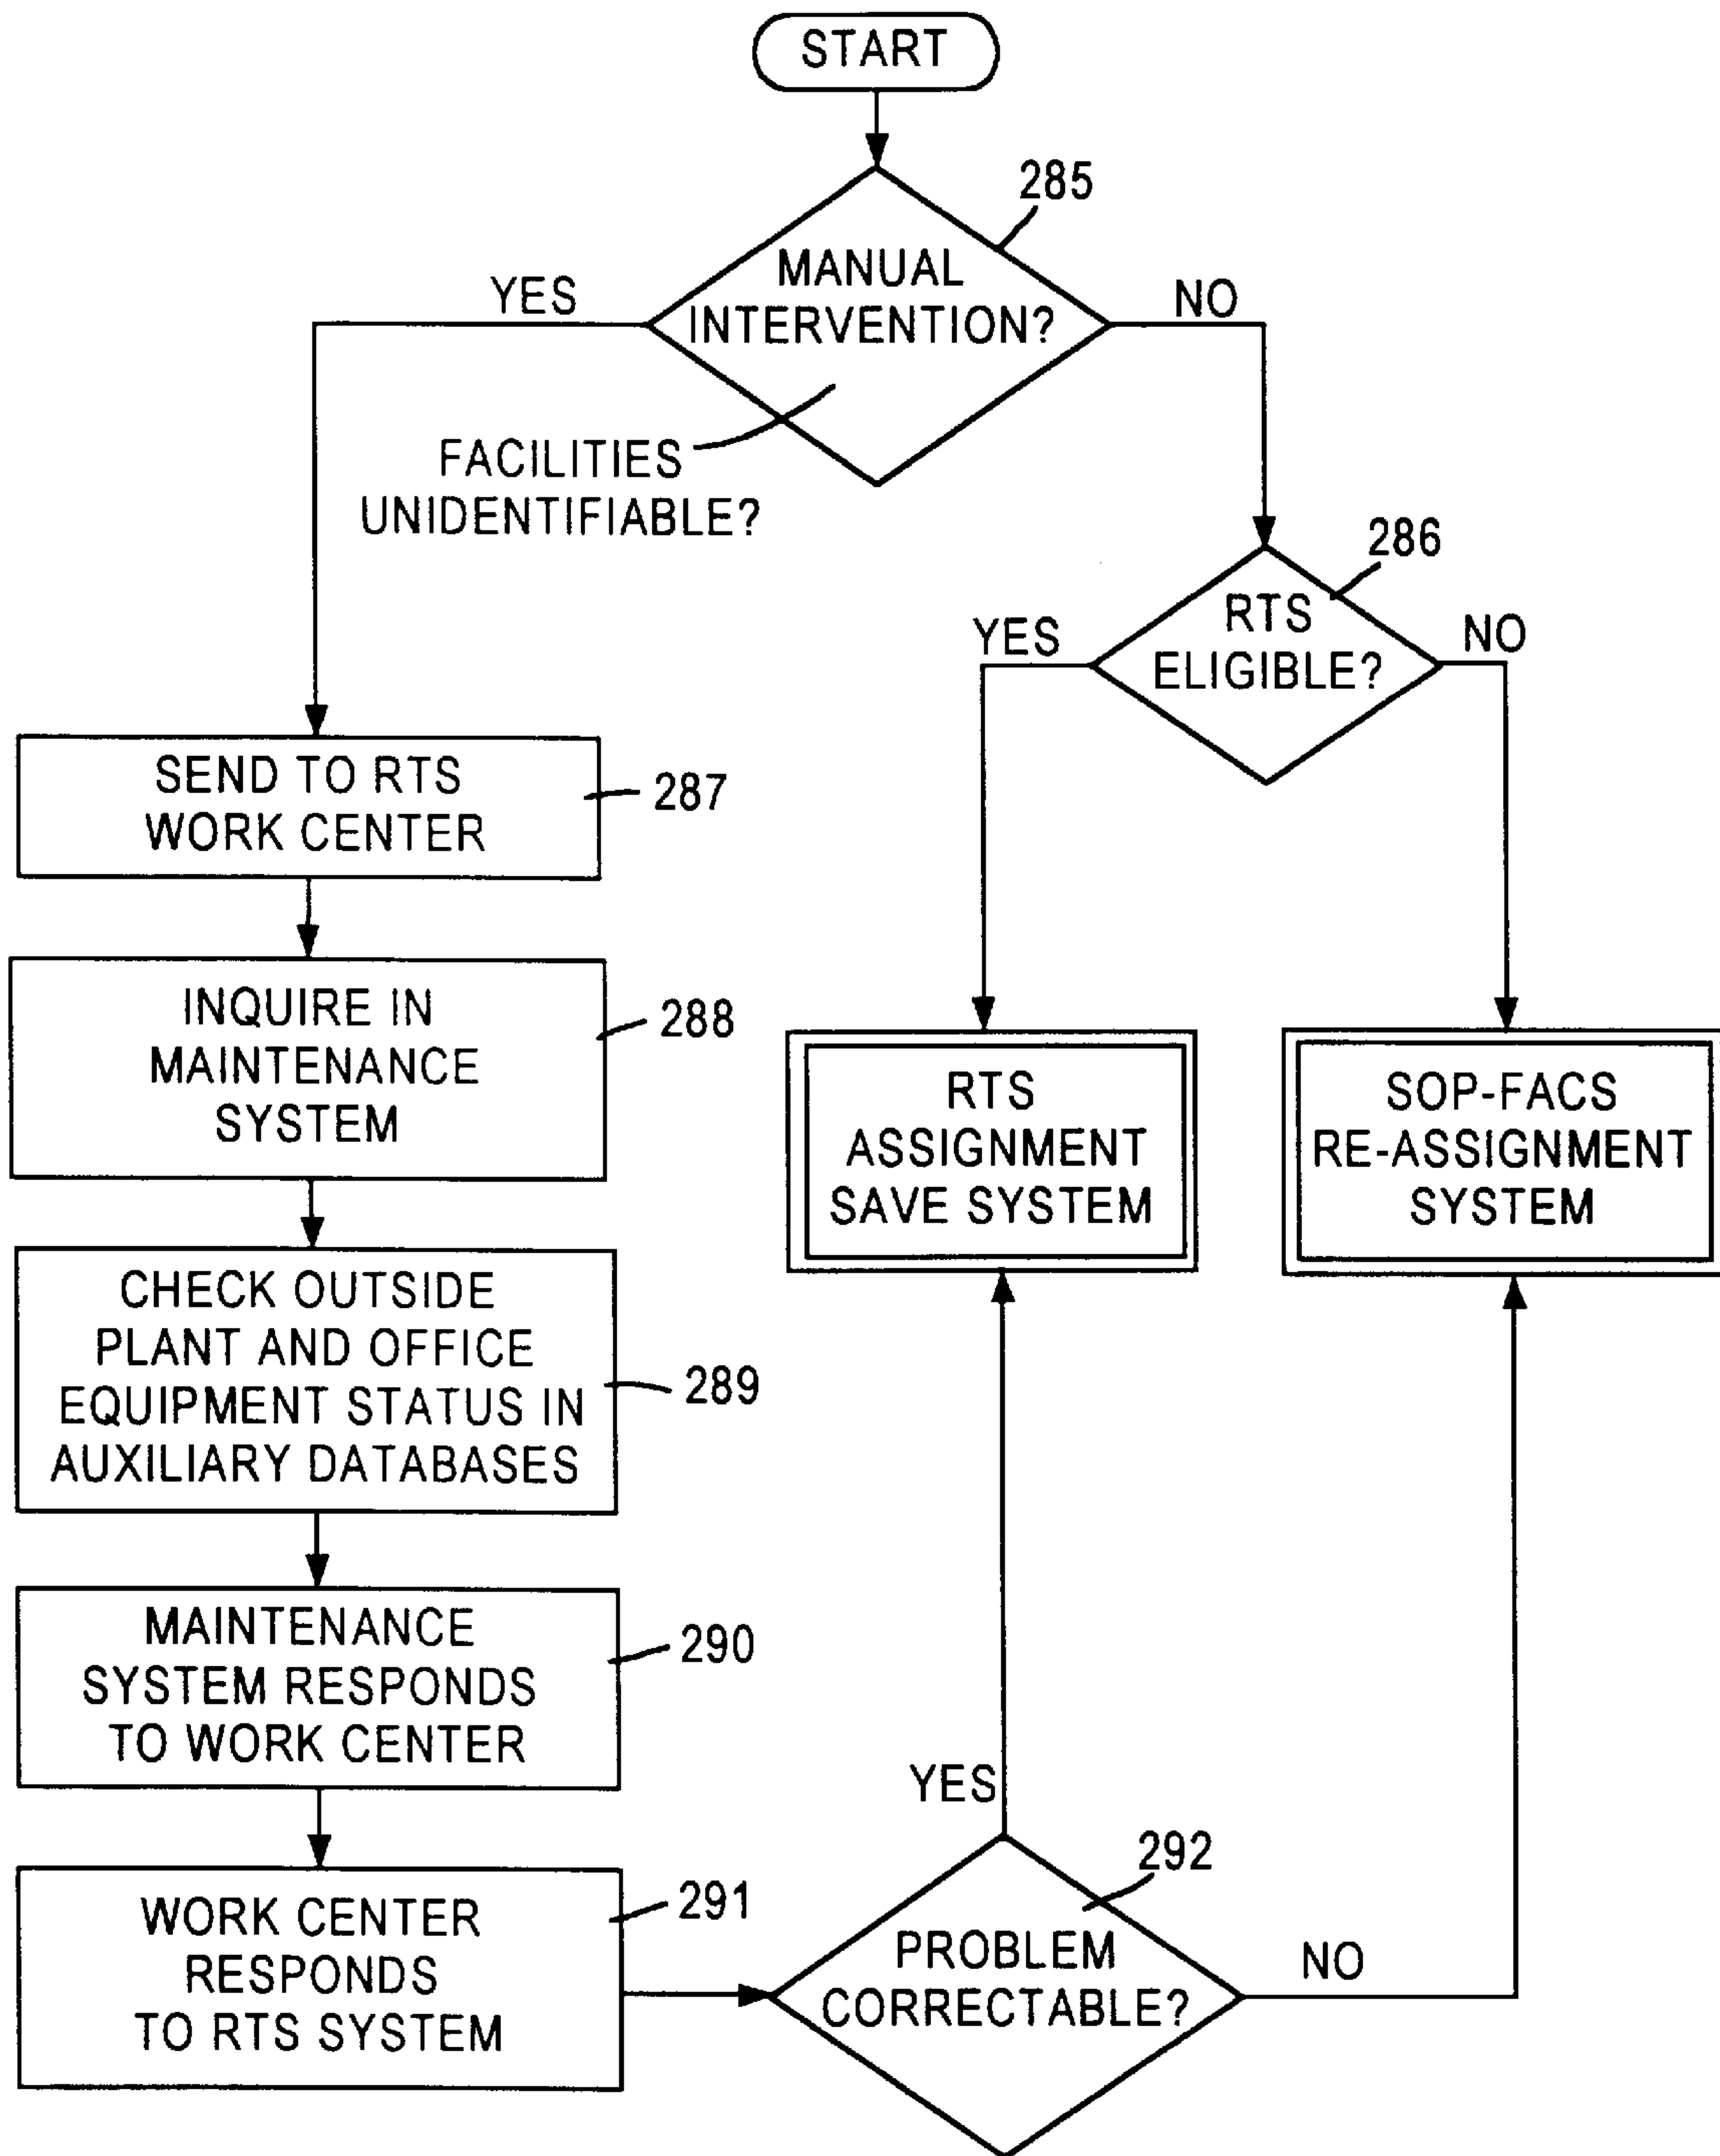 START
285
MANUAL
INTERVENTION?
YES
NO
FACILITIES
UNIDENTIFIABLE?
286
RTS
ELIGIBLE?
YES
NO
SEND TO RTS
WORK CENTER
287
INQUIRE IN
MAINTENANCE
SYSTEM
288
RTS
ASSIGNMENT
SAVE SYSTEM
SOP-FACS
RE-ASSIGNMENT
SYSTEM
CHECK OUTSIDE
PLANT AND OFFICE
EQUIPMENT STATUS IN
AUXILIARY DATABASES
289
MAINTENANCE
SYSTEM RESPONDS
TO WORK CENTER
290
WORK CENTER
RESPONDS
TO RTS SYSTEM
291
YES
292
PROBLEM
CORRECTABLE?
NO